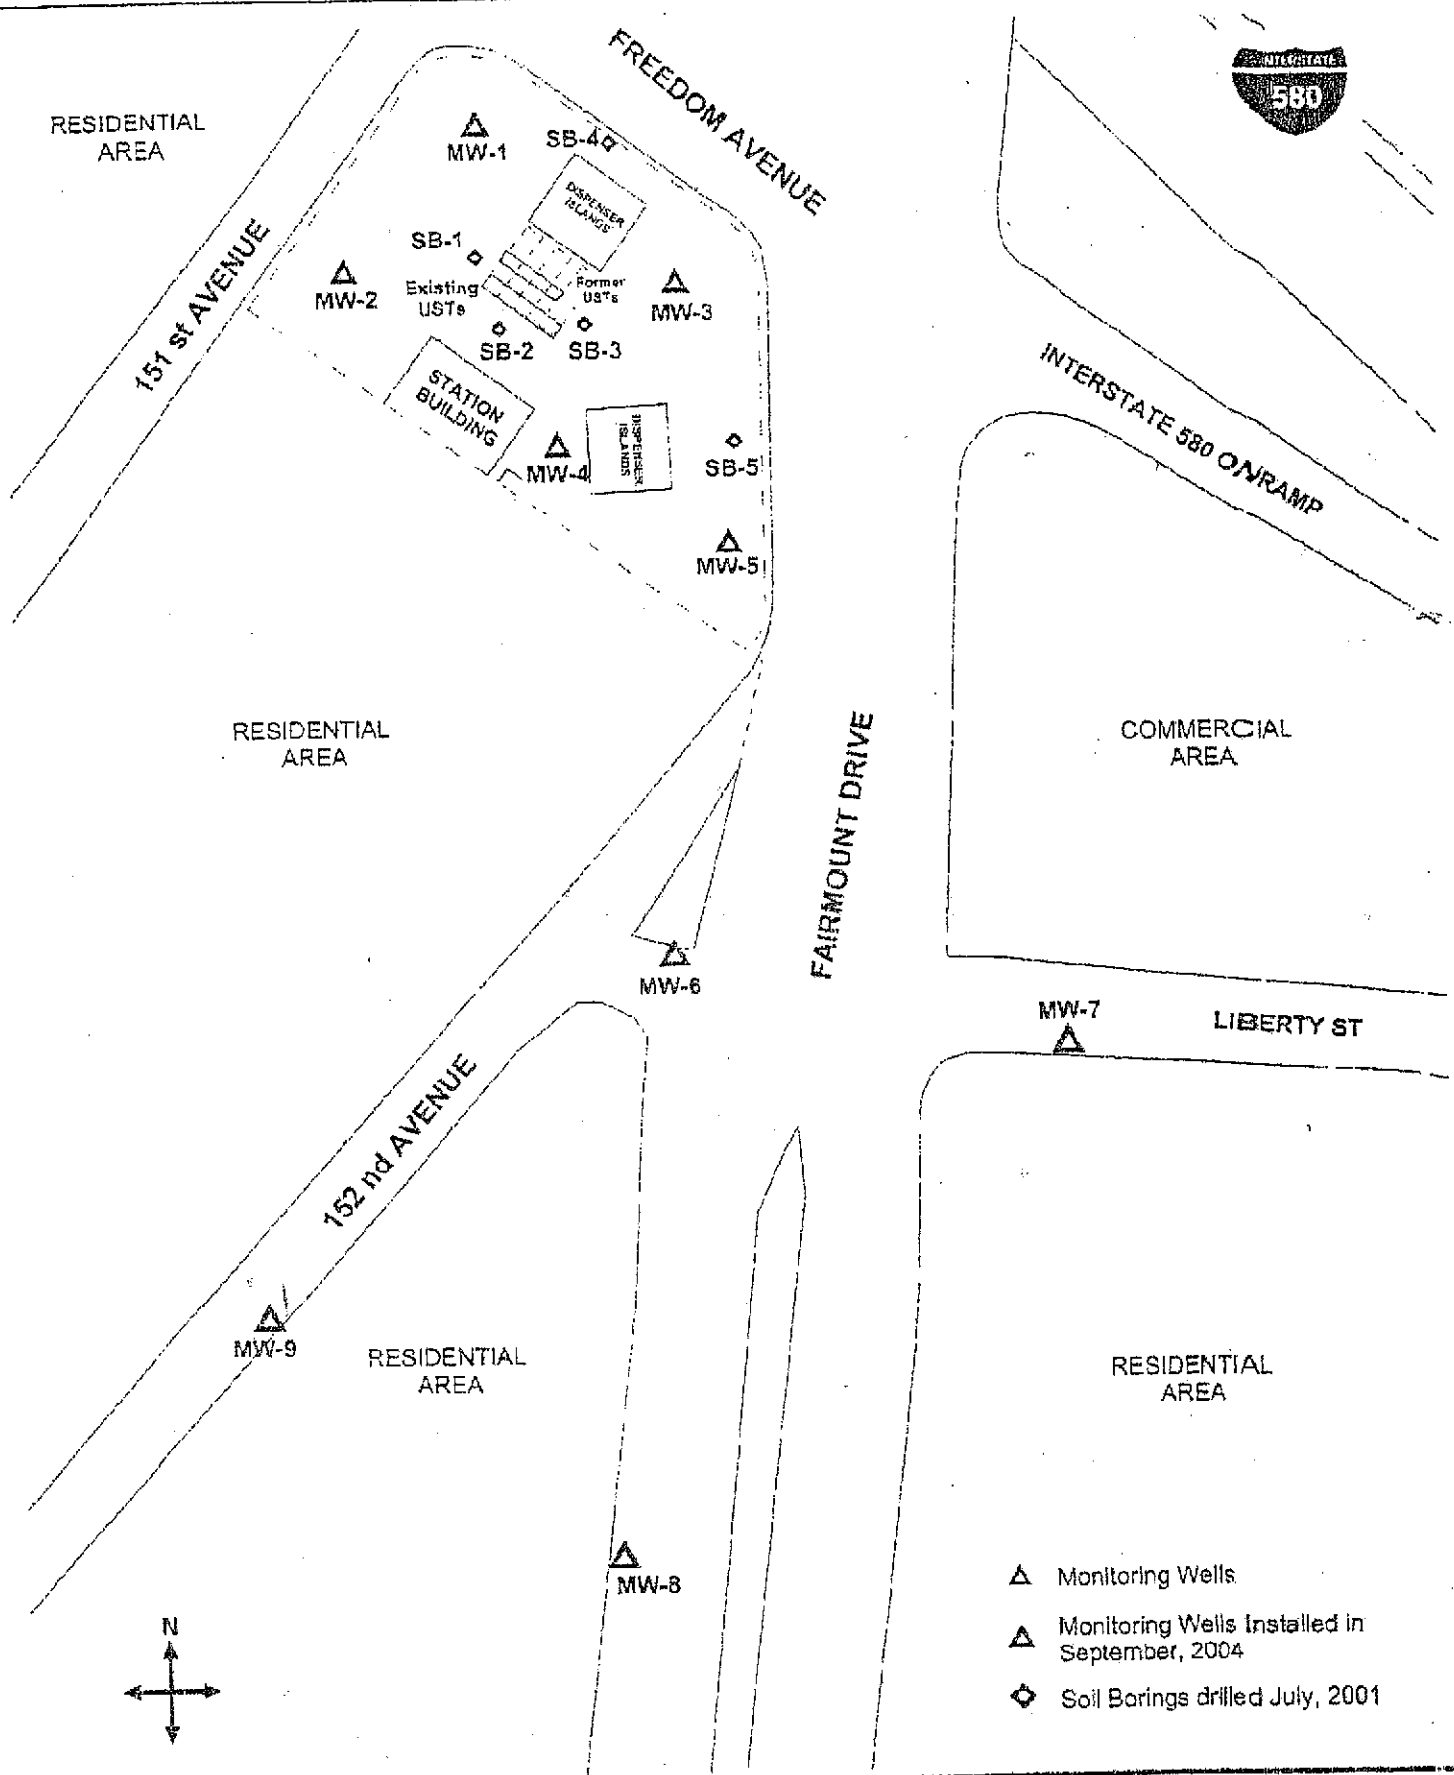 FREEDOM AVENUE
INTERSTATE
580
RESIDENTIAL
AREA
MW-1
SB-4
DISPENSER
ISLANDS
151 st AVENUE
SB-1
MW-2
Existing
USTs
Former
USTs
MW-3
SB-2
SB-3
STATION
BUILDING
MW-4
DISPENSER
ISLANDS
SB-5
MW-5
INTERSTATE 580 ON/RAMP
RESIDENTIAL
AREA
COMMERCIAL
AREA
FAIRMOUNT DRIVE
MW-6
MW-7
LIBERTY ST
152 nd AVENUE
MW-9
RESIDENTIAL
AREA
RESIDENTIAL
AREA
MW-8
N
Monitoring Wells
Monitoring Wells Installed in
September, 2004
Soil Borings drilled July, 2001